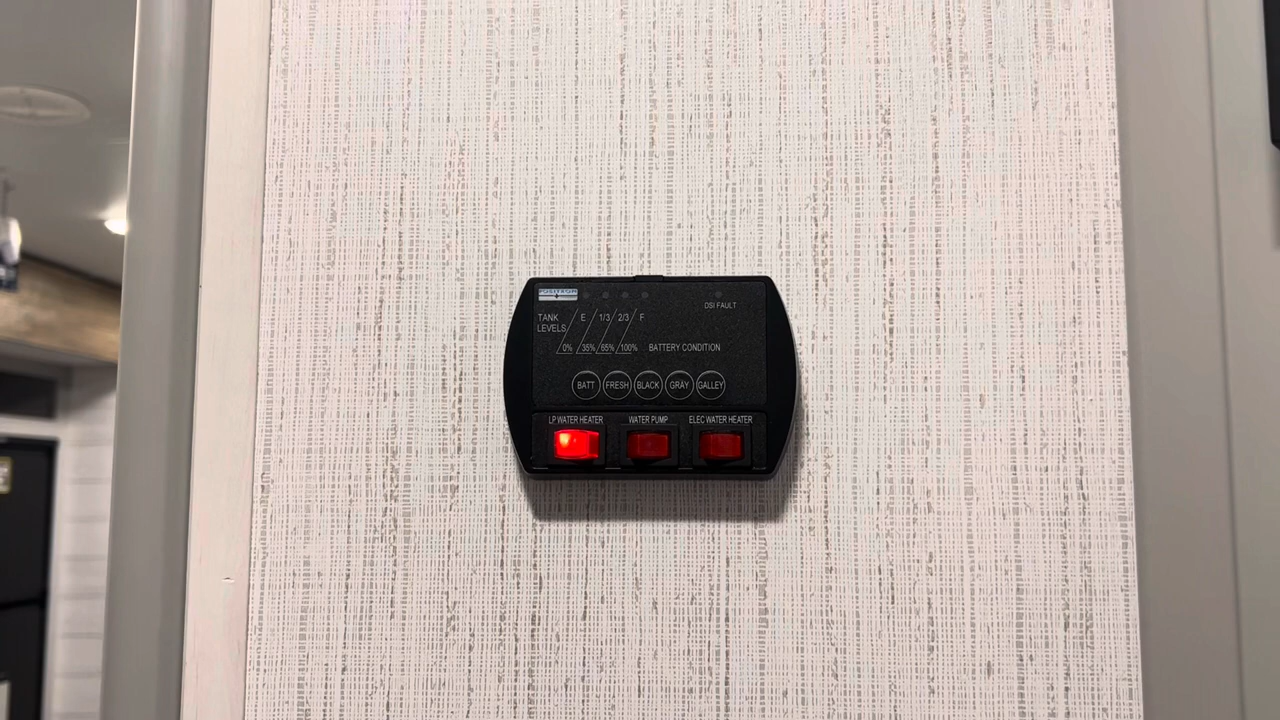 POSITRON
DSI FAULT
TANK
LEVELS
E 1/3 2/3 F
0% 35% 65% 100% BATTERY CONDITION
BATT FRESH BLACK GRAY GALLEY
LP WATER HEATER WATER PUMP ELEC WATER HEATER